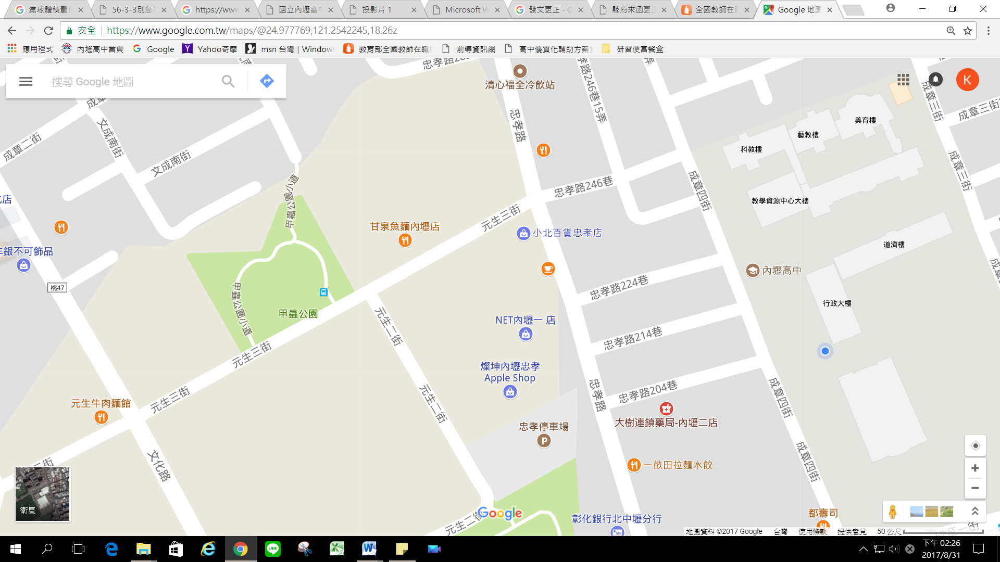 氣球體積量
56-3-3別急
https://www
國立內壢高中
投影片 1
Microsoft W
發文更正 - G
縣府來函更正
全國教師在職
Google 地圖
安全
https://www.google.com.tw/maps/@24.977769,121.2542245,18.26z
應用程式
內壢高中首頁
Google
Yahoo奇摩
msn 台灣 | Windows
教育部全國教師在職
前導資訊網
高中優質化輔助方案
研習便當餐盒
搜尋 Google 地圖
K
清心福全冷飲站
忠孝路246巷15弄
成章三街
成章三街
成章二街
文成南街
文成南街
忠孝路
美育樓
藝教樓
科教樓
成章三街
成章四街
忠孝路246巷
甲蟲公園小道
教學資源中心大樓
元生三街
甘泉魚麵內壢店
小北百貨忠孝店
道濟樓
銀不可飾品
內壢高中
桃47
忠孝路224巷
甲蟲公園小道
甲蟲公園
行政大樓
元生二街
NET內壢一 店
忠孝路214巷
元生三街
燦坤內壢忠孝
Apple Shop
忠孝路
忠孝路204巷
成章四街
元生三街
元生二街
元生牛肉麵館
大樹連鎖藥局-內壢二店
忠孝停車場
P
文化路
一畝田拉麵水餃
成章四街
衛星
都壽司
Google
元生二街
彰化銀行北中壢分行
地圖資料 ©2017 Google
台灣
使用條款
提供意見
50 公尺
成章一街
下午 02:26
2017/8/31